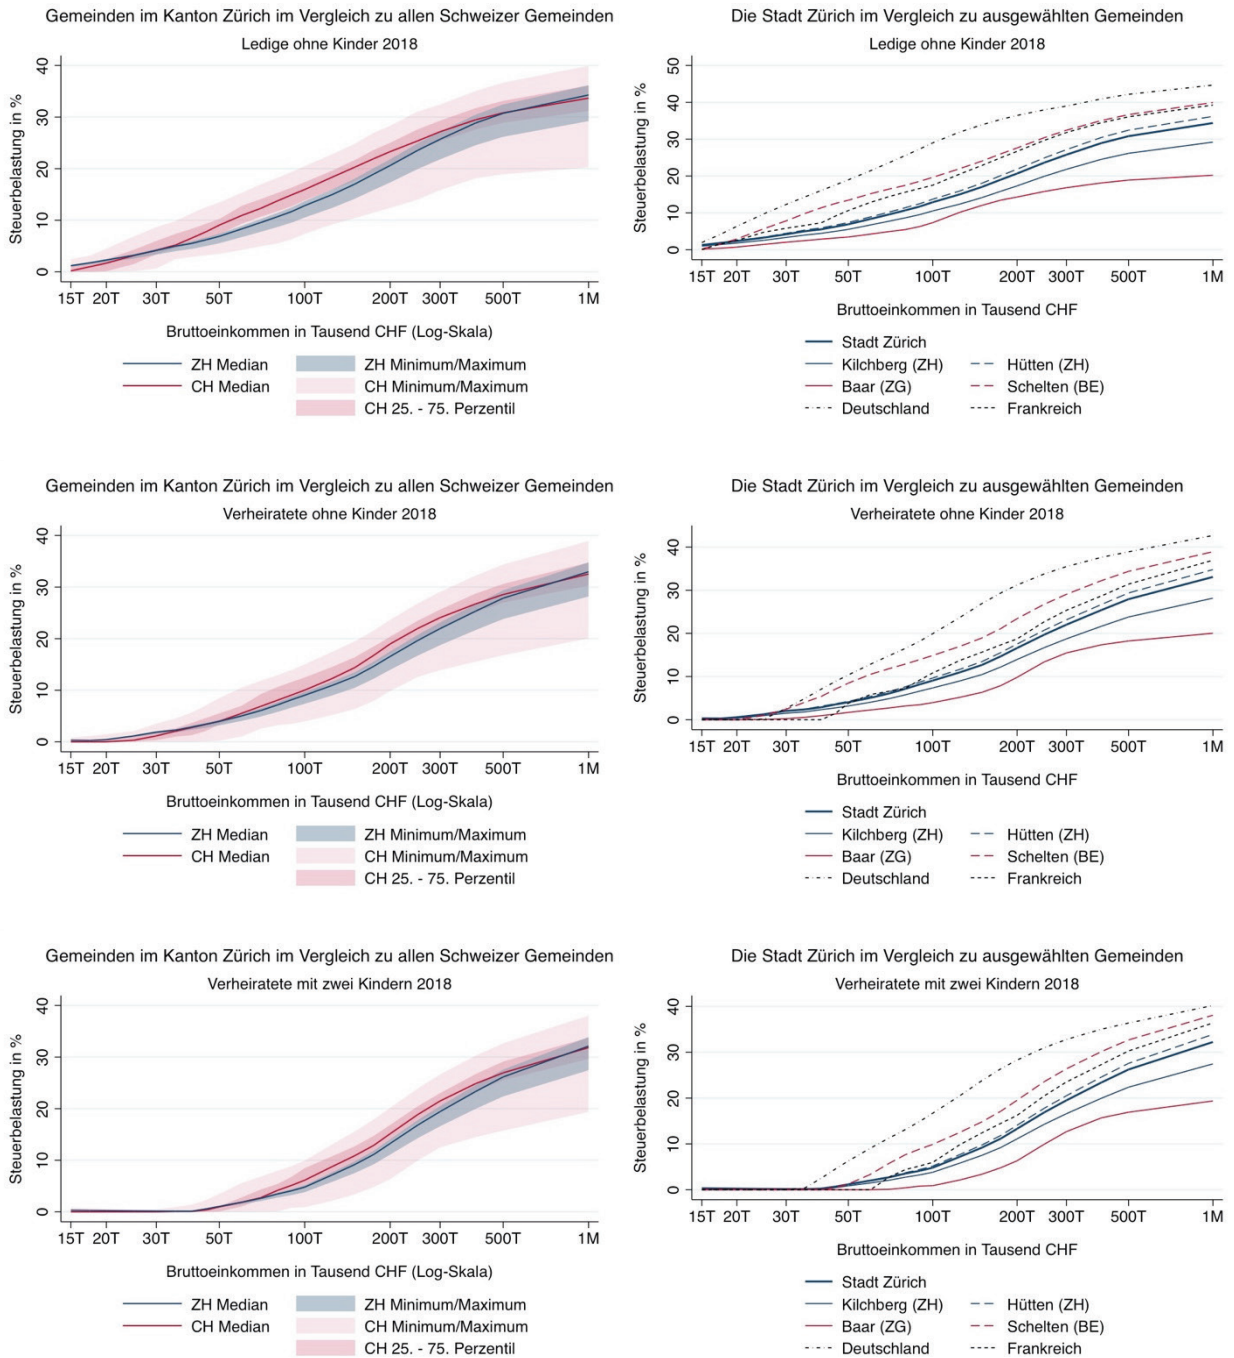 Gemeinden im Kanton Zürich im Vergleich zu allen Schweizer Gemeinden
Ledige ohne Kinder 2018
Steuerbelastung in %
40
30
20
10
0
15T 20T 30T 50T 100T 200T 300T 500T 1M
Bruttoeinkommen in Tausend CHF (Log-Skala)
ZH Median ZH Minimum/Maximum
CH Median CH Minimum/Maximum
CH 25. - 75. Perzentil
Die Stadt Zürich im Vergleich zu ausgewählten Gemeinden
Ledige ohne Kinder 2018
Steuerbelastung in %
50
40
30
20
10
0
15T 20T 30T 50T 100T 200T 300T 500T 1M
Bruttoeinkommen in Tausend CHF
Stadt Zürich
Kilchberg (ZH) Hütten (ZH)
Baar (ZG) Schelten (BE)
Deutschland Frankreich
Gemeinden im Kanton Zürich im Vergleich zu allen Schweizer Gemeinden
Verheiratete ohne Kinder 2018
Steuerbelastung in %
40
30
20
10
0
15T 20T 30T 50T 100T 200T 300T 500T 1M
Bruttoeinkommen in Tausend CHF (Log-Skala)
ZH Median ZH Minimum/Maximum
CH Median CH Minimum/Maximum
CH 25. - 75. Perzentil
Die Stadt Zürich im Vergleich zu ausgewählten Gemeinden
Verheiratete ohne Kinder 2018
Steuerbelastung in %
40
30
20
10
0
15T 20T 30T 50T 100T 200T 300T 500T 1M
Bruttoeinkommen in Tausend CHF
Stadt Zürich
Kilchberg (ZH) Hütten (ZH)
Baar (ZG) Schelten (BE)
Deutschland Frankreich
Gemeinden im Kanton Zürich im Vergleich zu allen Schweizer Gemeinden
Verheiratete mit zwei Kindern 2018
Steuerbelastung in %
40
30
20
10
0
15T 20T 30T 50T 100T 200T 300T 500T 1M
Bruttoeinkommen in Tausend CHF (Log-Skala)
ZH Median ZH Minimum/Maximum
CH Median CH Minimum/Maximum
CH 25. - 75. Perzentil
Die Stadt Zürich im Vergleich zu ausgewählten Gemeinden
Verheiratete mit zwei Kindern 2018
Steuerbelastung in %
40
30
20
10
0
15T 20T 30T 50T 100T 200T 300T 500T 1M
Bruttoeinkommen in Tausend CHF
Stadt Zürich
Kilchberg (ZH) Hütten (ZH)
Baar (ZG) Schelten (BE)
Deutschland Frankreich